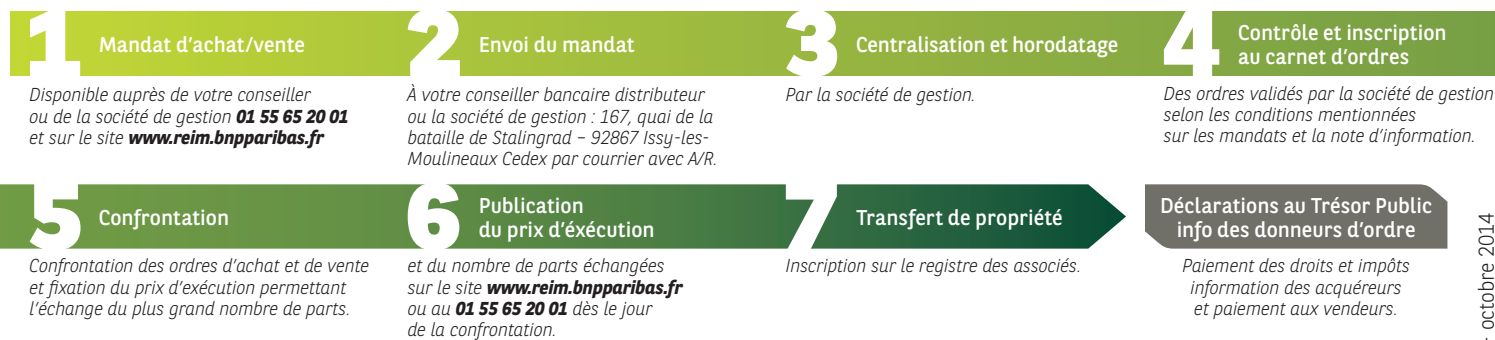 1 Mandat d'achat/vente
Disponible auprès de votre conseiller
ou de la société de gestion 01 55 65 20 01
et sur le site www.reim.bnpparibas.fr
2 Envoi du mandat
À votre conseiller bancaire distributeur
ou la société de gestion : 167, quai de la
bataille de Stalingrad – 92867 Issy-les-
Moulineaux Cedex par courrier avec A/R.
3 Centralisation et horodatage
Par la société de gestion.
4 Contrôle et inscription
au carnet d'ordres
Des ordres validés par la société de gestion
selon les conditions mentionnées
sur les mandats et la note d'information.
5 Confrontation
Confrontation des ordres d'achat et de vente
et fixation du prix d'exécution permettant
l'échange du plus grand nombre de parts.
6 Publication
du prix d'éxécution
et du nombre de parts échangées
sur le site www.reim.bnpparibas.fr
ou au 01 55 65 20 01 dès le jour
de la confrontation.
7 Transfert de propriété
Inscription sur le registre des associés.
Déclarations au Trésor Public
info des donneurs d'ordre
Paiement des droits et impôts
information des acquéreurs
et paiement aux vendeurs.
- octobre 2014